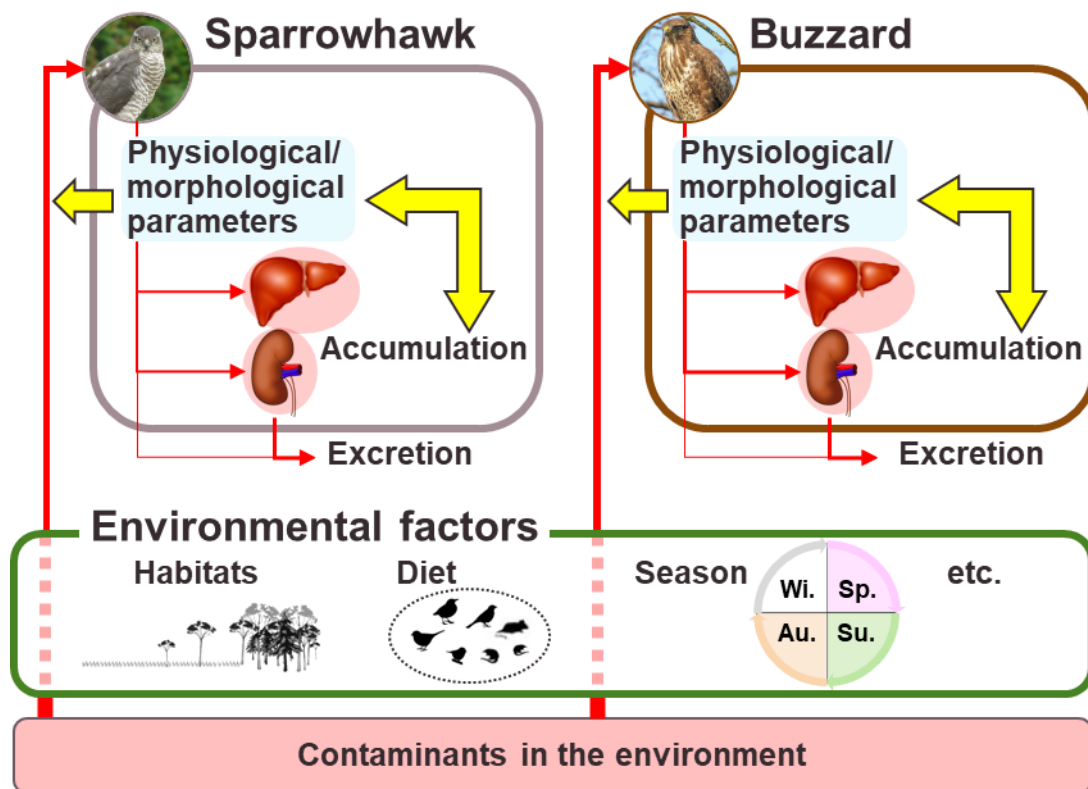 Sparrowhawk
Buzzard
Physiological/
morphological
parameters
Accumulation
Excretion
Physiological/
morphological
parameters
Accumulation
Excretion
Environmental factors
Habitats
Diet
Season
etc.
Wi.
Sp.
Au.
Su.
Contaminants in the environment